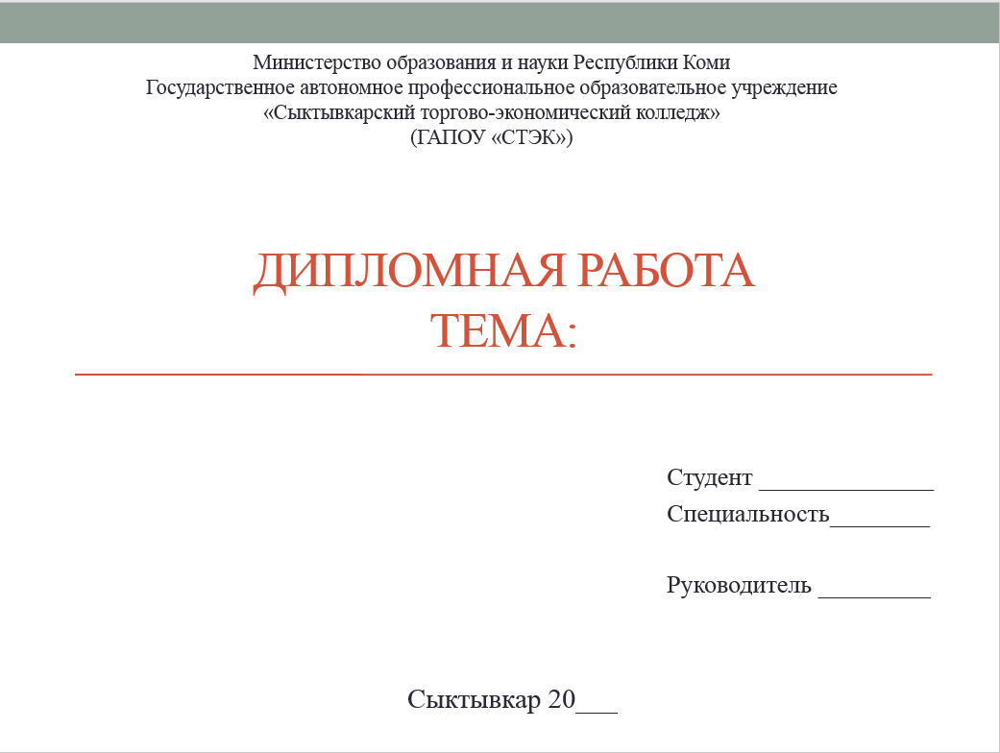 Министерство образования и науки Республики Коми
Государственное автономное профессиональное образовательное учреждение
«Сыктывкарский торгово-экономический колледж»
(ГАПОУ «СТЭК»)
ДИПЛОМНАЯ РАБОТА
ТЕМА:
Студент ______________
Специальность________
Руководитель _________
Сыктывкар 20___